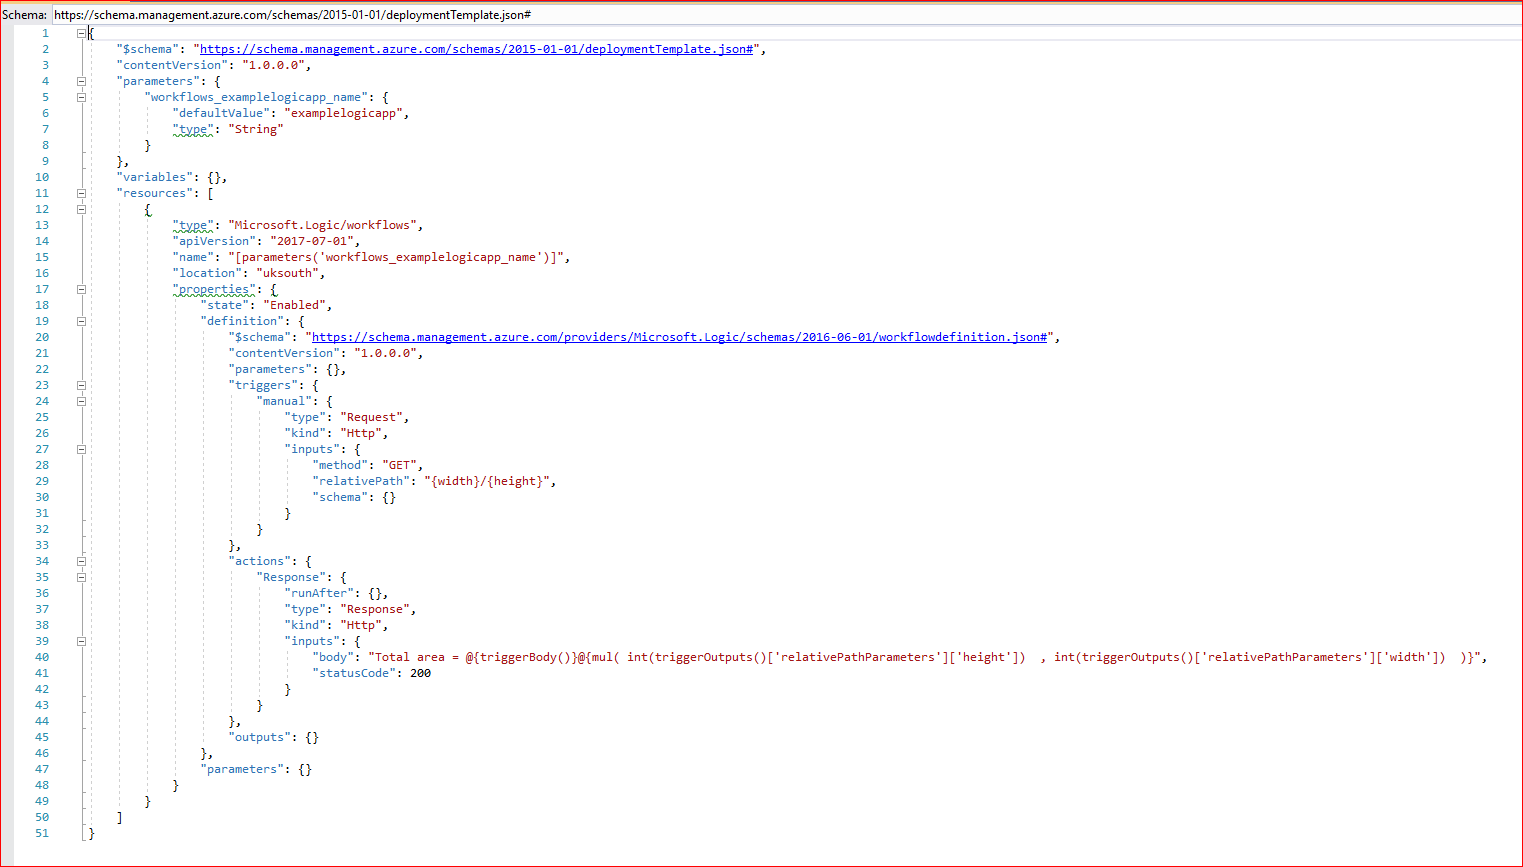 Schema: https://schema.management.azure.com/schemas/2015-01-01/deploymentTemplate.json#
1 {
2 "$schema": "https://schema.management.azure.com/schemas/2015-01-01/deploymentTemplate.json#",
3 "contentVersion": "1.0.0.0",
4 "parameters": {
5 "workflows_examplelogicapp_name": {
6 "defaultValue": "examplelogicapp",
7 "type": "String"
8 }
9 },
10 "variables": {},
11 "resources": [
12 {
13 "type": "Microsoft.Logic/workflows",
14 "apiVersion": "2017-07-01",
15 "name": "[parameters('workflows_examplelogicapp_name')]",
16 "location": "uksouth",
17 "properties": {
18 "state": "Enabled",
19 "definition": {
20 "$schema": "https://schema.management.azure.com/providers/Microsoft.Logic/schemas/2016-06-01/workflowdefinition.json#",
21 "contentVersion": "1.0.0.0",
22 "parameters": {},
23 "triggers": {
24 "manual": {
25 "type": "Request",
26 "kind": "Http",
27 "inputs": {
28 "method": "GET",
29 "relativePath": "{width}/{height}",
30 "schema": {}
31 }
32 }
33 },
34 "actions": {
35 "Response": {
36 "runAfter": {},
37 "type": "Response",
38 "kind": "Http",
39 "inputs": {
40 "body": "Total area = @{triggerBody()}@{mul( int(triggerOutputs()['relativePathParameters']['height'])  , int(triggerOutputs()['relativePathParameters']['width'])  )}",
41 "statusCode": 200
42 }
43 }
44 },
45 "outputs": {}
46 },
47 "parameters": {}
48 }
49 }
50 ]
51 }